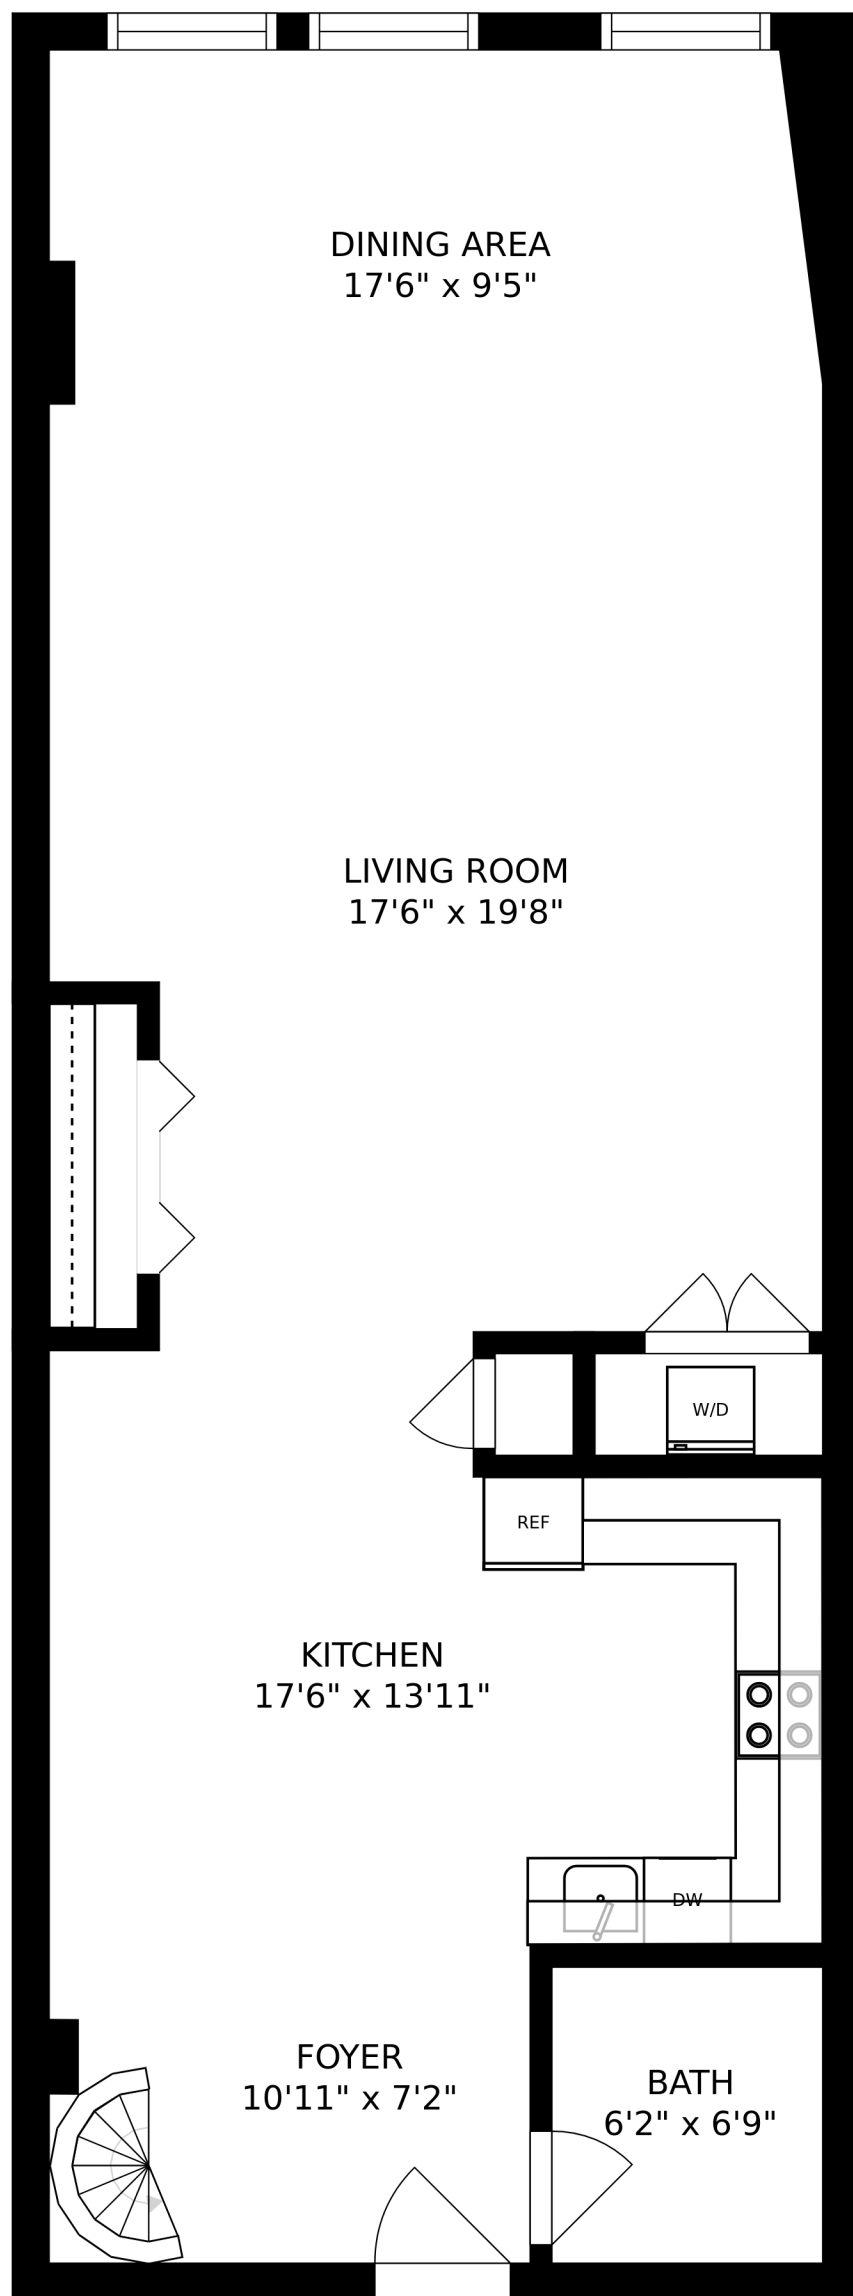 DINING AREA
17'6" x 9'5"
LIVING ROOM
17'6" x 19'8"
W/D
REF
KITCHEN
17'6" x 13'11"
DW
FOYER
10'11" x 7'2"
BATH
6'2" x 6'9"